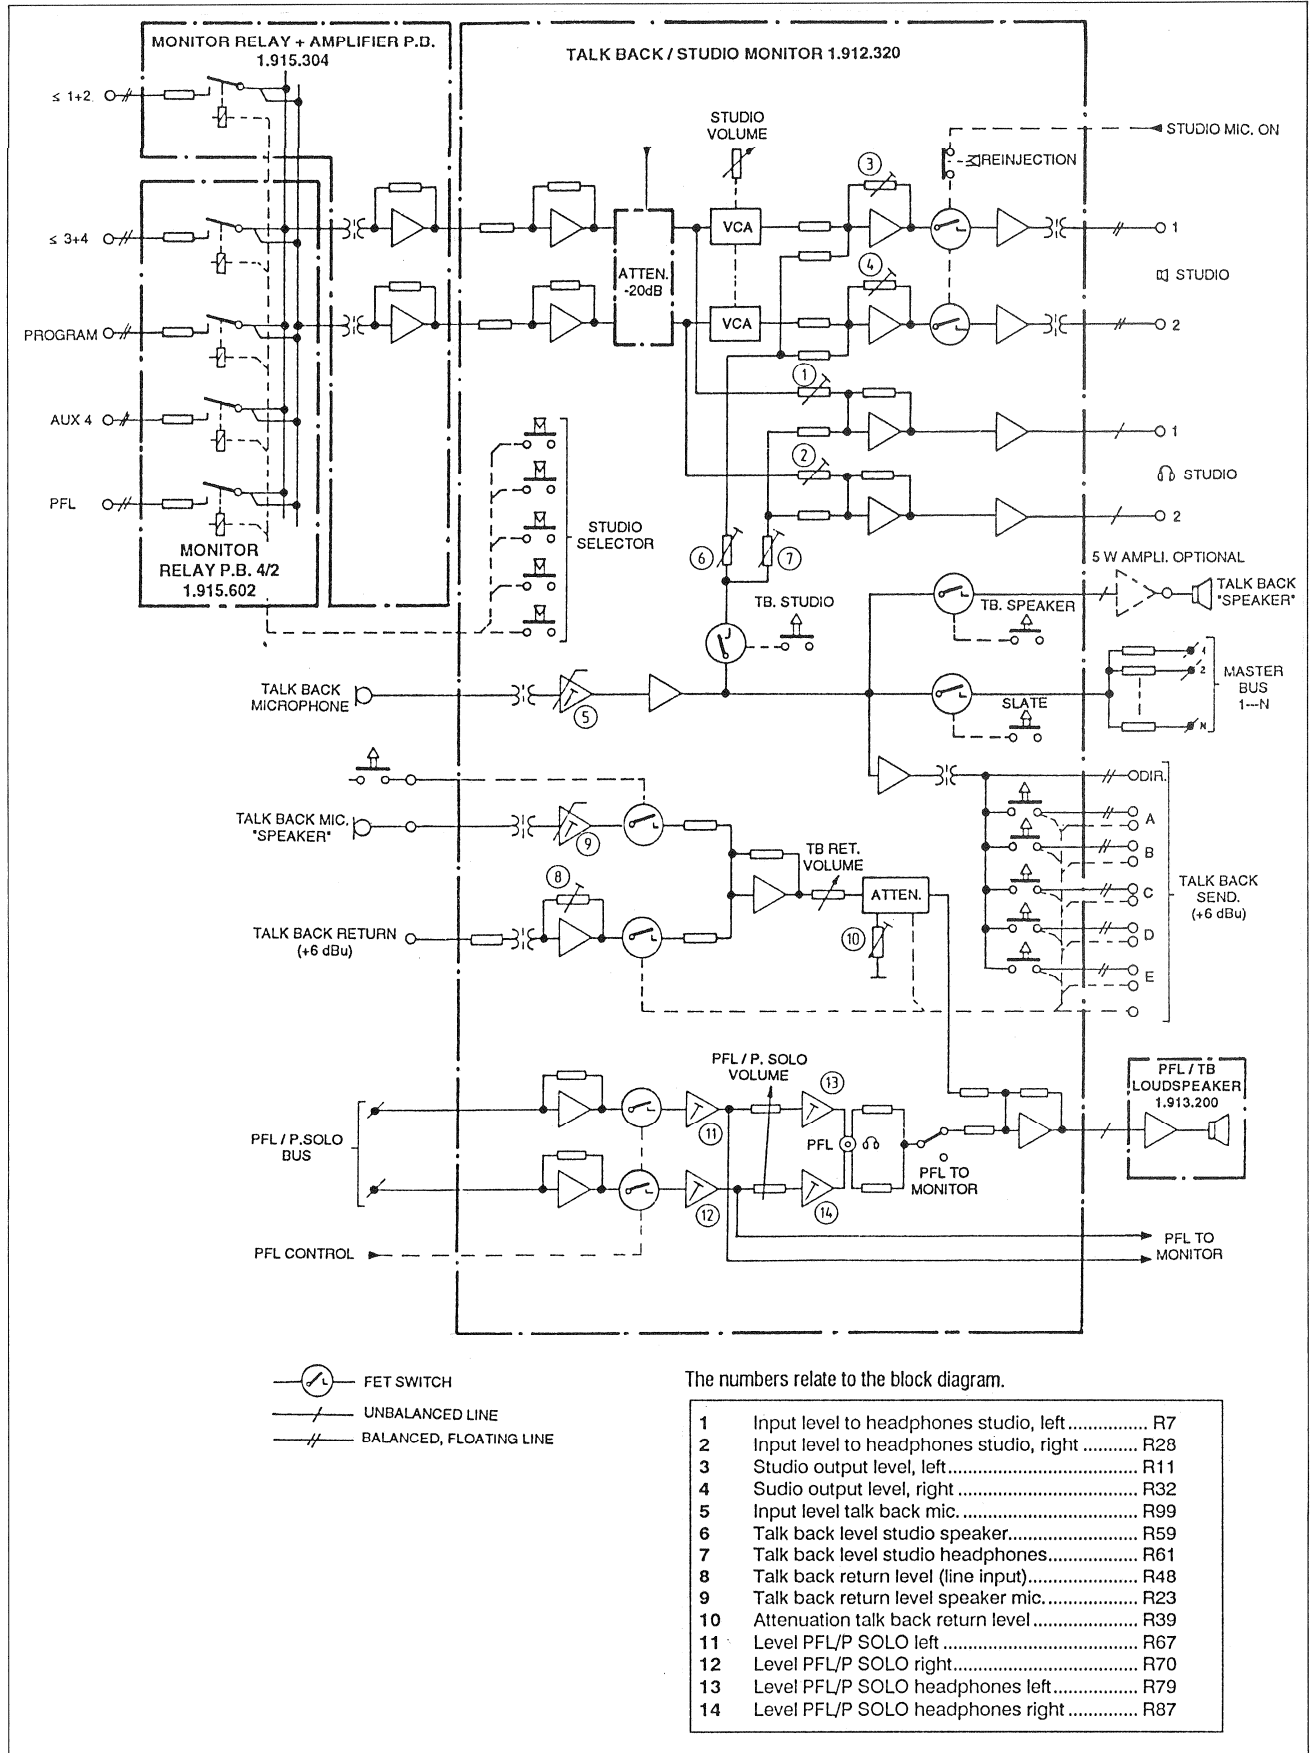 MONITOR RELAY + AMPLIFIER P.B.
1.915.304
TALK BACK / STUDIO MONITOR 1.912.320
≤ 1+2
≤ 3+4
PROGRAM
AUX 4
PFL
MONITOR
RELAY P.B. 4/2
1.915.602
STUDIO
VOLUME
ATTEN.
-20dB
VCA
VCA
3
4
STUDIO MIC. ON
REINJECTION
1
STUDIO
2
1
2
1
STUDIO
2
STUDIO
SELECTOR
6
7
TB. STUDIO
5 W AMPLI. OPTIONAL
TB. SPEAKER
TALK BACK
"SPEAKER"
TALK BACK
MICROPHONE
5
SLATE
1
2
N
MASTER
BUS
1---N
TALK BACK MIC.
"SPEAKER"
9
8
TB RET.
VOLUME
ATTEN.
10
TALK BACK RETURN
(+6 dBu)
DIR.
A
B
C
D
E
TALK BACK
SEND.
(+6 dBu)
PFL / P. SOLO
VOLUME
13
11
PFL / P.SOLO
BUS
PFL
12
14
PFL TO
MONITOR
PFL / TB
LOUDSPEAKER
1.913.200
PFL CONTROL
PFL TO
MONITOR
FET SWITCH
UNBALANCED LINE
BALANCED, FLOATING LINE
The numbers relate to the block diagram.
1 Input level to headphones studio, left ............... R7
2 Input level to headphones studio, right .......... R28
3 Studio output level, left.................................... R11
4 Sudio output level, right .................................. R32
5 Input level talk back mic. ................................. R99
6 Talk back level studio speaker........................ R59
7 Talk back level studio headphones................. R61
8 Talk back return level (line input).................... R48
9 Talk back return level speaker mic................. R23
10 Attenuation talk back return level ................... R39
11 Level PFL/P SOLO left ................................... R67
12 Level PFL/P SOLO right................................. R70
13 Level PFL/P SOLO headphones left................ R79
14 Level PFL/P SOLO headphones right ............. R87